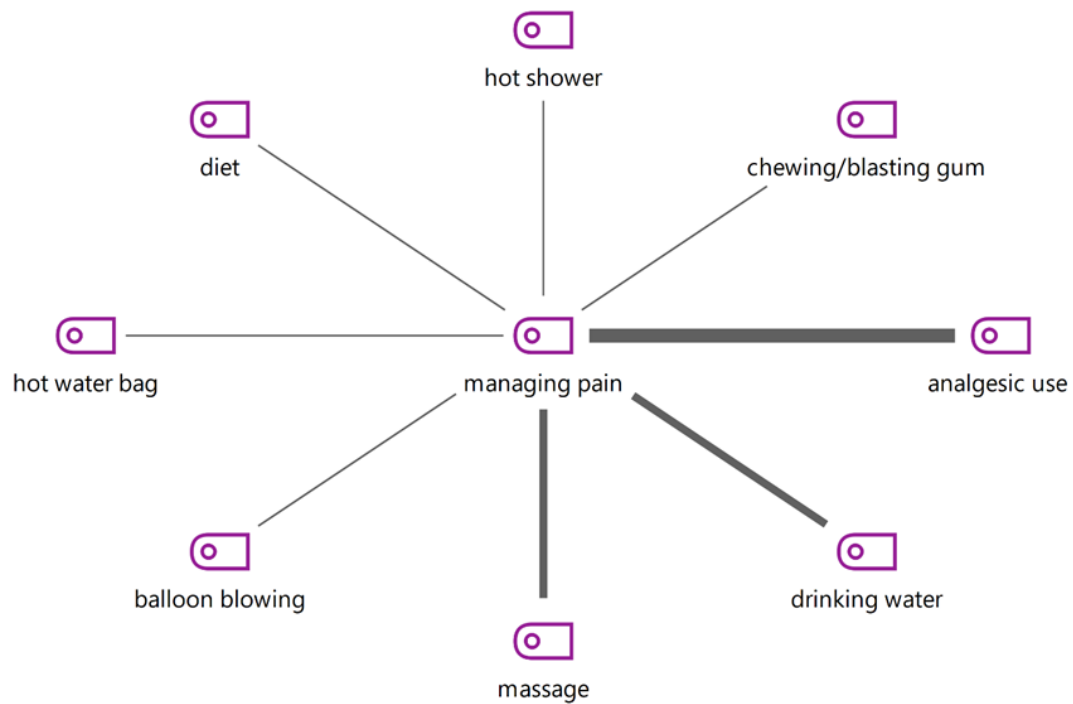 hot shower
diet
chewing/blasting gum
hot water bag
managing pain
analgesic use
balloon blowing
drinking water
massage